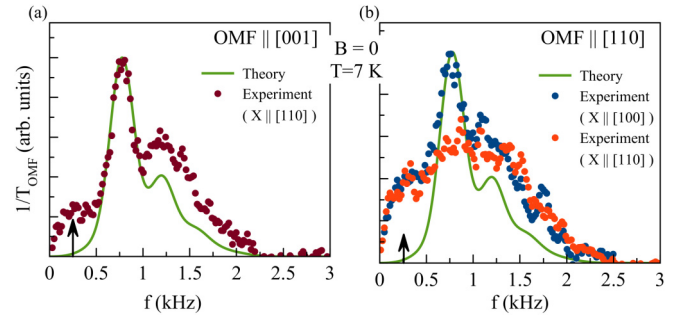 (a)
OMF || [001]
Theory
Experiment
( X || [110] )
1/T_OMF (arb. units)
0 0.5 1 1.5 2 2.5 3
f (kHz)
B = 0
T=7 K
(b)
OMF || [110]
Theory
Experiment
( X || [100] )
Experiment
( X || [110] )
0 0.5 1 1.5 2 2.5 3
f (kHz)